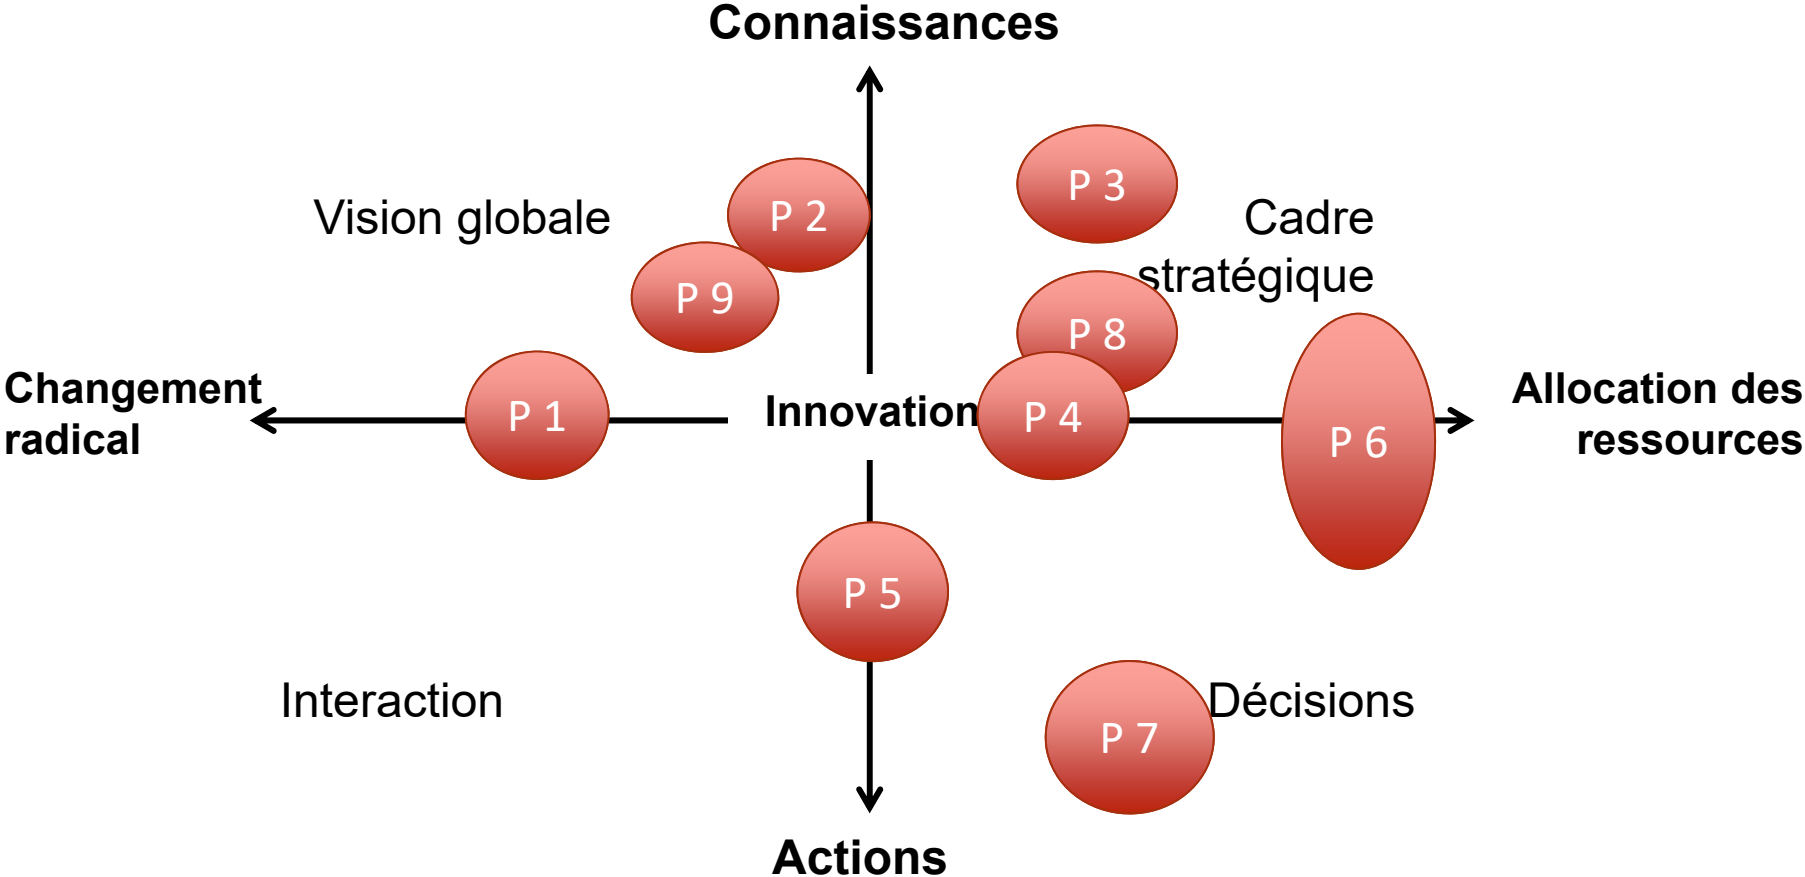 Connaissances
P 3
Vision globale
P 2
Cadre
stratégique
P 9
P 8
Changement
radical
P 1
Innovation
P 4
P 6
Allocation des
ressources
P 5
Interaction
P 7
Décisions
Actions